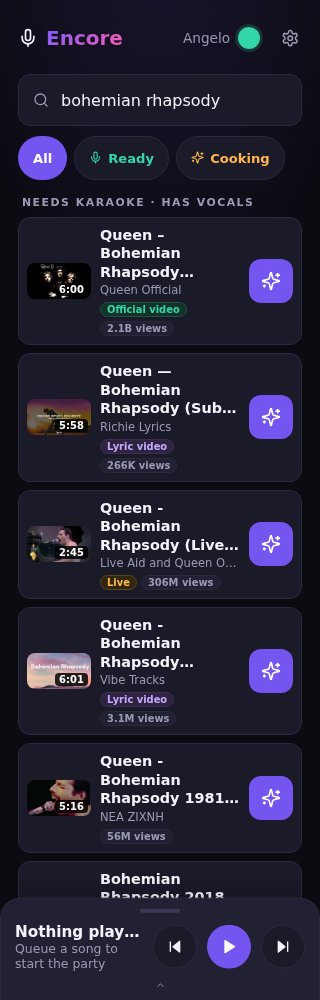 Encore
Angelo
bohemian rhapsody
All
Ready
Cooking
NEEDS KARAOKE · HAS VOCALS
6:00
Queen –
Bohemian
Rhapsody…
Queen Official
Official video
2.1B views
5:58
Queen —
Bohemian
Rhapsody (Sub…
Richie Lyrics
Lyric video
266K views
2:45
Queen -
Bohemian
Rhapsody (Live…
Live Aid and Queen O…
Live
306M views
Bohemian Rhapsody
6:01
Queen -
Bohemian
Rhapsody…
Vibe Tracks
Lyric video
3.1M views
5:16
Queen -
Bohemian
Rhapsody 1981…
NEA ZIXNH
56M views
Bohemian
Rhapsody 2018
Nothing play…
Queue a song to
start the party